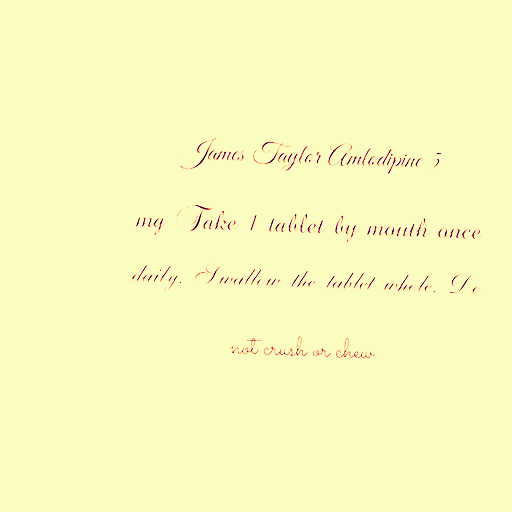 James Taylor Amlodipine 5
mg Take 1 tablet by mouth once
daily. Swallow the tablet whole. Do
not crush or chew